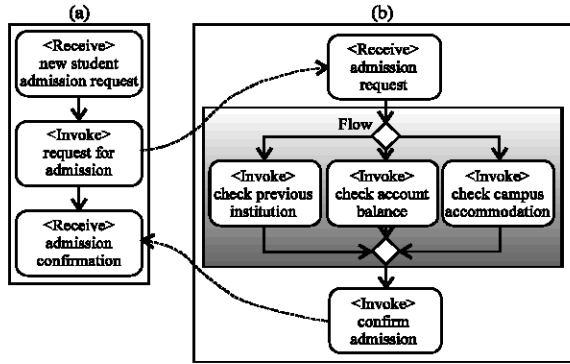 (a)
<Receive>
new student
admission request
<Invoke>
request for
admission
<Receive>
admission
confirmation
(b)
<Receive>
admission
request
Flow
<Invoke>
check previous
institution
<Invoke>
check account
balance
<Invoke>
check campus
accommodation
<Invoke>
confirm
admission